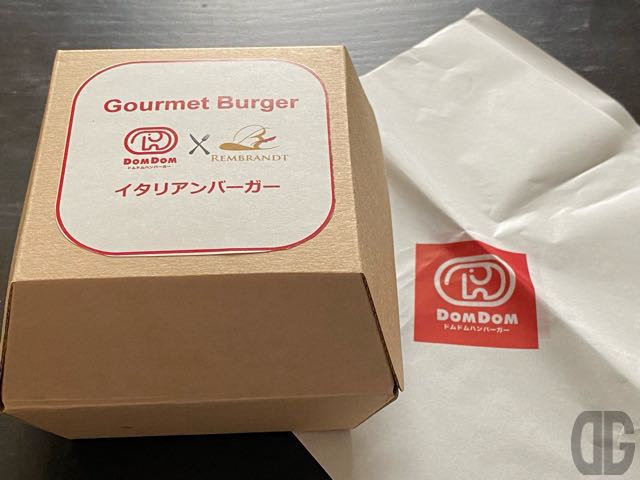 Gourmet Burger
DOMDOM
ドムドムハンバーガー
REMBRANDT
イタリアンバーガー
DOMDOM
ドムドムハンバーガー
DG